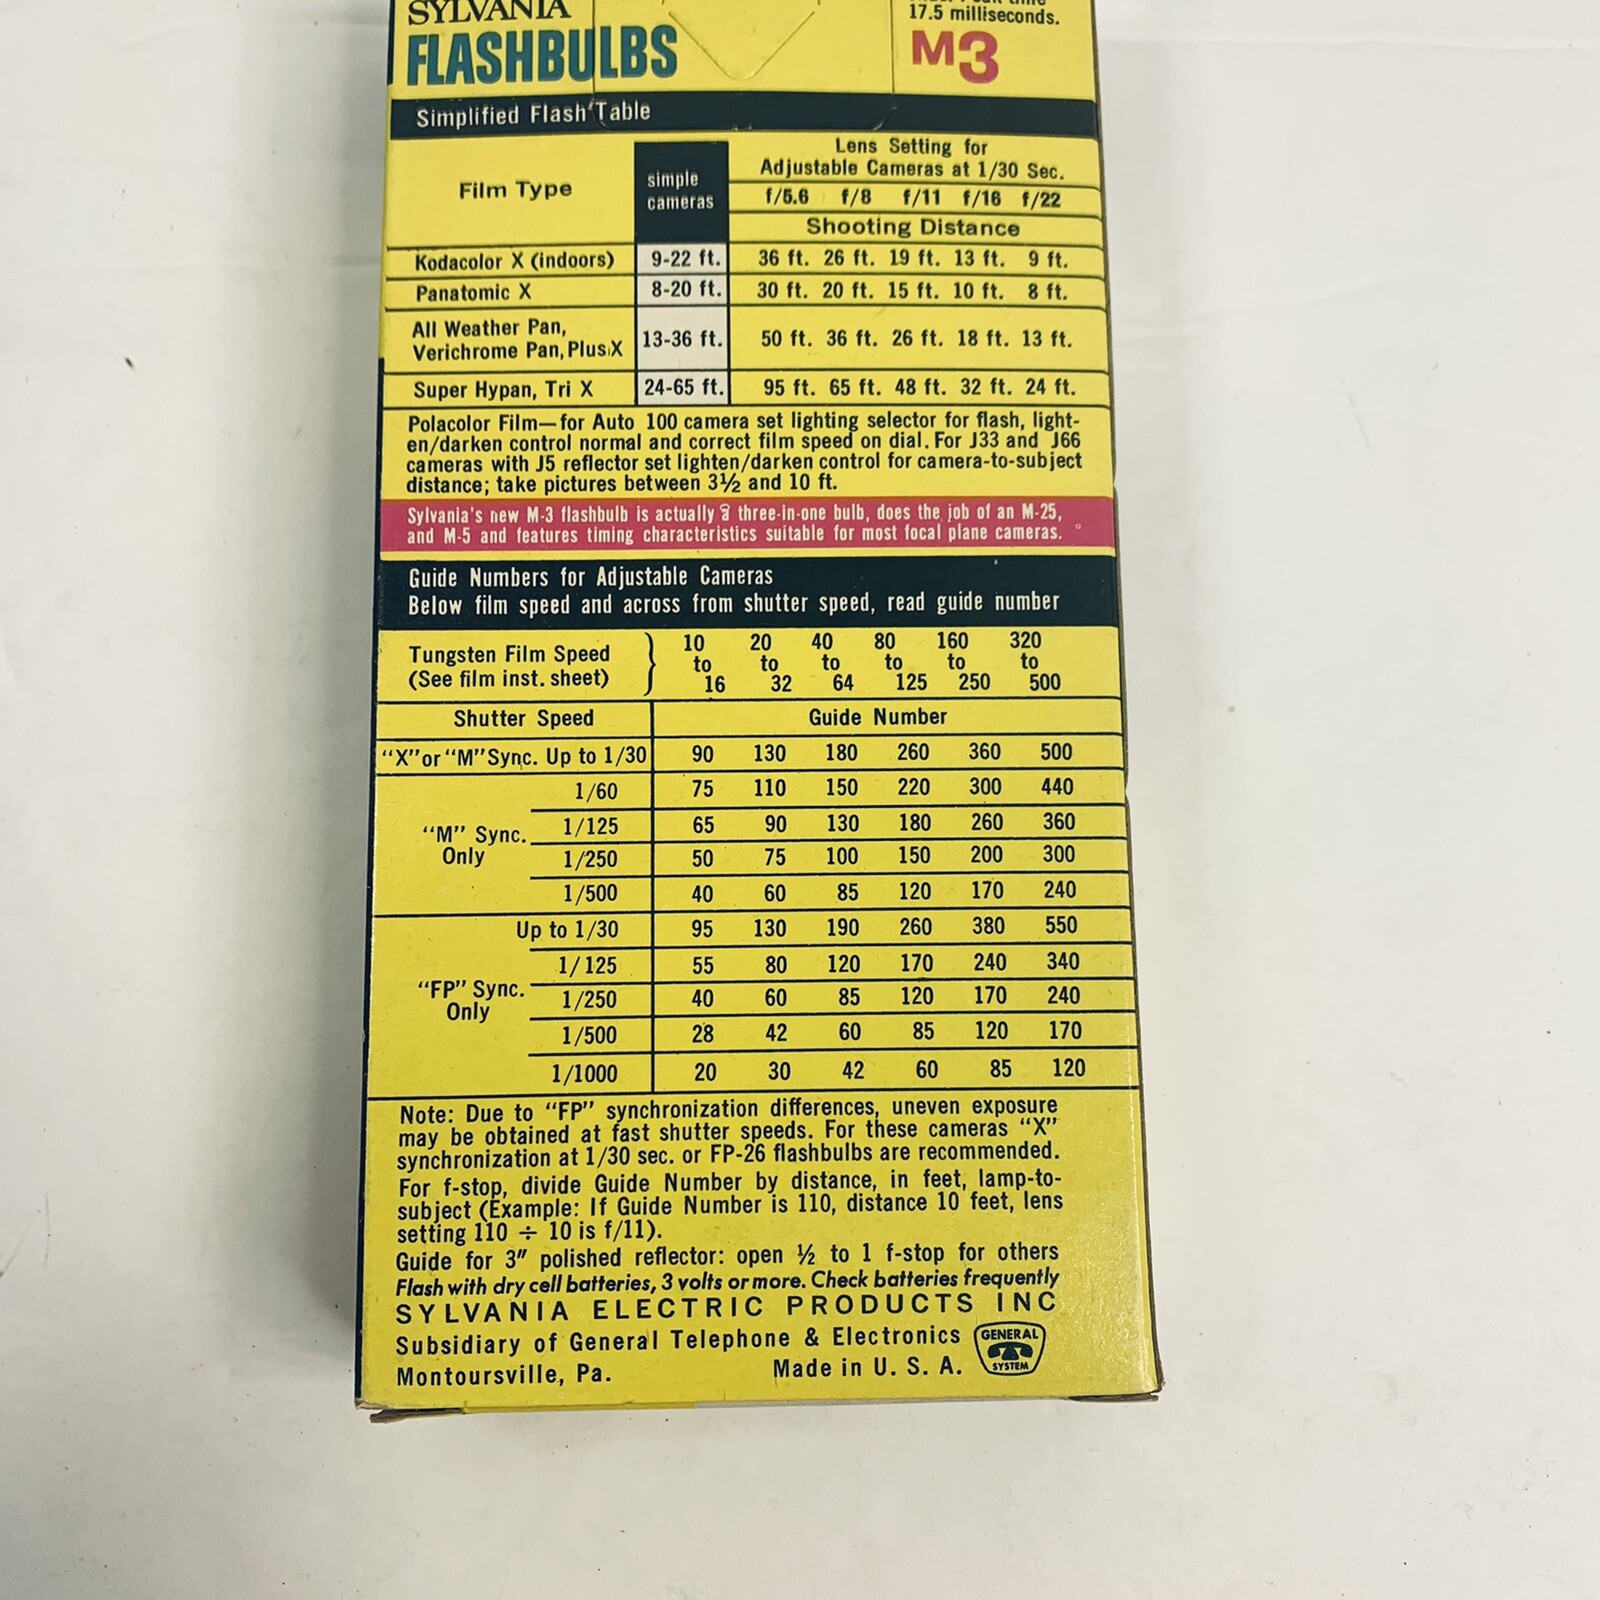 SYLVANIA
FLASHBULBS
17.5 milliseconds.
M3
Simplified Flash Table
Film Type
simple
cameras
Lens Setting for
Adjustable Cameras at 1/30 Sec.
f/5.6 f/8 f/11 f/16 f/22
Shooting Distance
Kodacolor X (indoors) 9-22 ft. 36 ft. 26 ft. 19 ft. 13 ft. 9 ft.
Panatomic X 8-20 ft. 30 ft. 20 ft. 15 ft. 10 ft. 8 ft.
All Weather Pan,
Verichrome Pan, Plus X 13-36 ft. 50 ft. 36 ft. 26 ft. 18 ft. 13 ft.
Super Hypan, Tri X 24-65 ft. 95 ft. 65 ft. 48 ft. 32 ft. 24 ft.
Polacolor Film—for Auto 100 camera set lighting selector for flash, light-
en/darken control normal and correct film speed on dial. For J33 and J66
cameras with J5 reflector set lighten/darken control for camera-to-subject
distance; take pictures between 3½ and 10 ft.
Sylvania's new M-3 flashbulb is actually a three-in-one bulb, does the job of an M-25,
and M-5 and features timing characteristics suitable for most focal plane cameras.
Guide Numbers for Adjustable Cameras
Below film speed and across from shutter speed, read guide number
Tungsten Film Speed
(See film inst. sheet)
10 20 40 80 160 320
to to to to to to
16 32 64 125 250 500
Shutter Speed Guide Number
"X" or "M" Sync. Up to 1/30 90 130 180 260 360 500
"M" Sync.
Only
1/60 75 110 150 220 300 440
1/125 65 90 130 180 260 360
1/250 50 75 100 150 200 300
1/500 40 60 85 120 170 240
"FP" Sync.
Only
Up to 1/30 95 130 190 260 380 550
1/125 55 80 120 170 240 340
1/250 40 60 85 120 170 240
1/500 28 42 60 85 120 170
1/1000 20 30 42 60 85 120
Note: Due to "FP" synchronization differences, uneven exposure
may be obtained at fast shutter speeds. For these cameras "X"
synchronization at 1/30 sec. or FP-26 flashbulbs are recommended.
For f-stop, divide Guide Number by distance, in feet, lamp-to-
subject (Example: If Guide Number is 110, distance 10 feet, lens
setting 110 ÷ 10 is f/11).
Guide for 3" polished reflector: open ½ to 1 f-stop for others
Flash with dry cell batteries, 3 volts or more. Check batteries frequently
SYLVANIA ELECTRIC PRODUCTS INC
Subsidiary of General Telephone & Electronics
GENERAL
SYSTEM
Montoursville, Pa. Made in U. S. A.